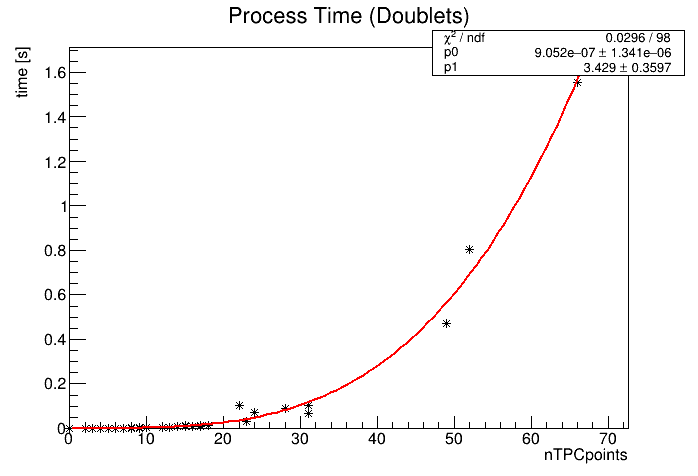 Process Time (Doublets)
χ² / ndf 0.0296 / 98
p0 9.052e−07 ± 1.341e−06
p1 3.429 ± 0.3597
time [s]
1.6
1.4
1.2
1
0.8
0.6
0.4
0.2
0
0 10 20 30 40 50 60 70
nTPCpoints